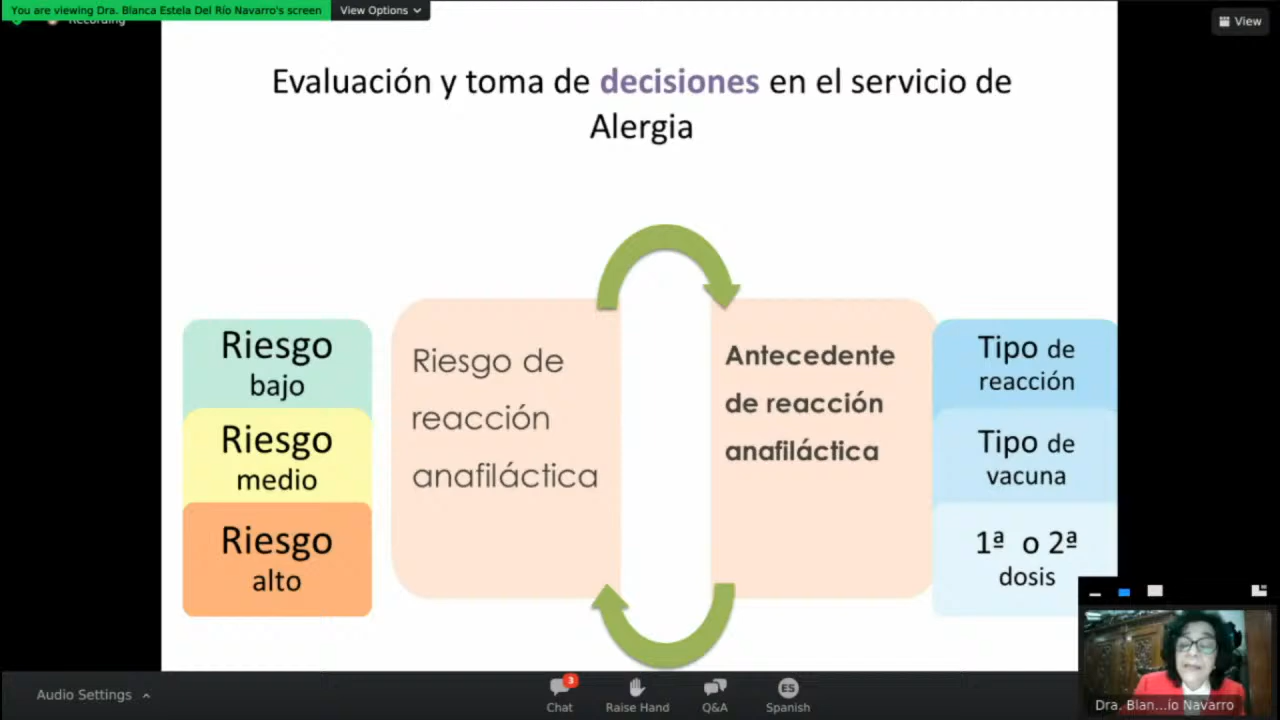 You are viewing Dra. Blanca Estela Del Río Navarro's screen
View Options
Recording
View
Evaluación y toma de decisiones en el servicio de
Alergia
Riesgo
bajo
Riesgo
medio
Riesgo
alto
Riesgo de
reacción
anafiláctica
Antecedente
de reacción
anafiláctica
Tipo de
reacción
Tipo de
vacuna
1ª o 2ª
dosis
Dra. Blan...ío Navarro
Audio Settings
3
Chat
Raise Hand
Q&A
ES
Spanish